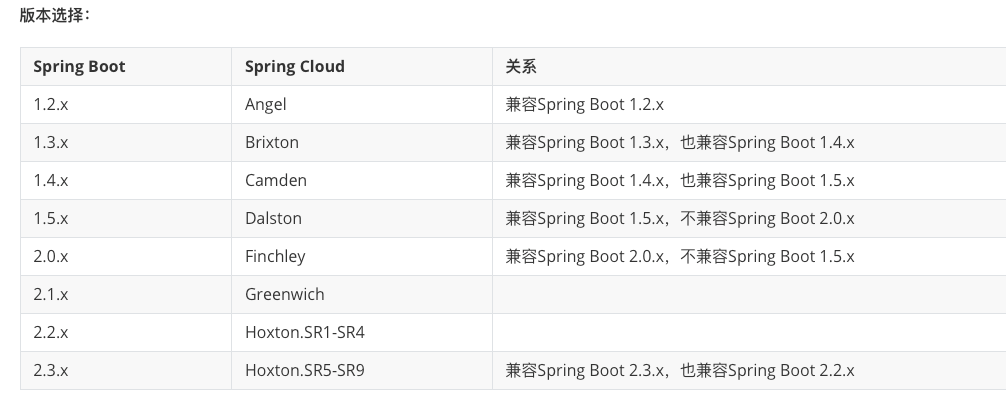 版本选择：
Spring Boot Spring Cloud 关系
1.2.x Angel 兼容Spring Boot 1.2.x
1.3.x Brixton 兼容Spring Boot 1.3.x，也兼容Spring Boot 1.4.x
1.4.x Camden 兼容Spring Boot 1.4.x，也兼容Spring Boot 1.5.x
1.5.x Dalston 兼容Spring Boot 1.5.x，不兼容Spring Boot 2.0.x
2.0.x Finchley 兼容Spring Boot 2.0.x，不兼容Spring Boot 1.5.x
2.1.x Greenwich
2.2.x Hoxton.SR1-SR4
2.3.x Hoxton.SR5-SR9 兼容Spring Boot 2.3.x，也兼容Spring Boot 2.2.x